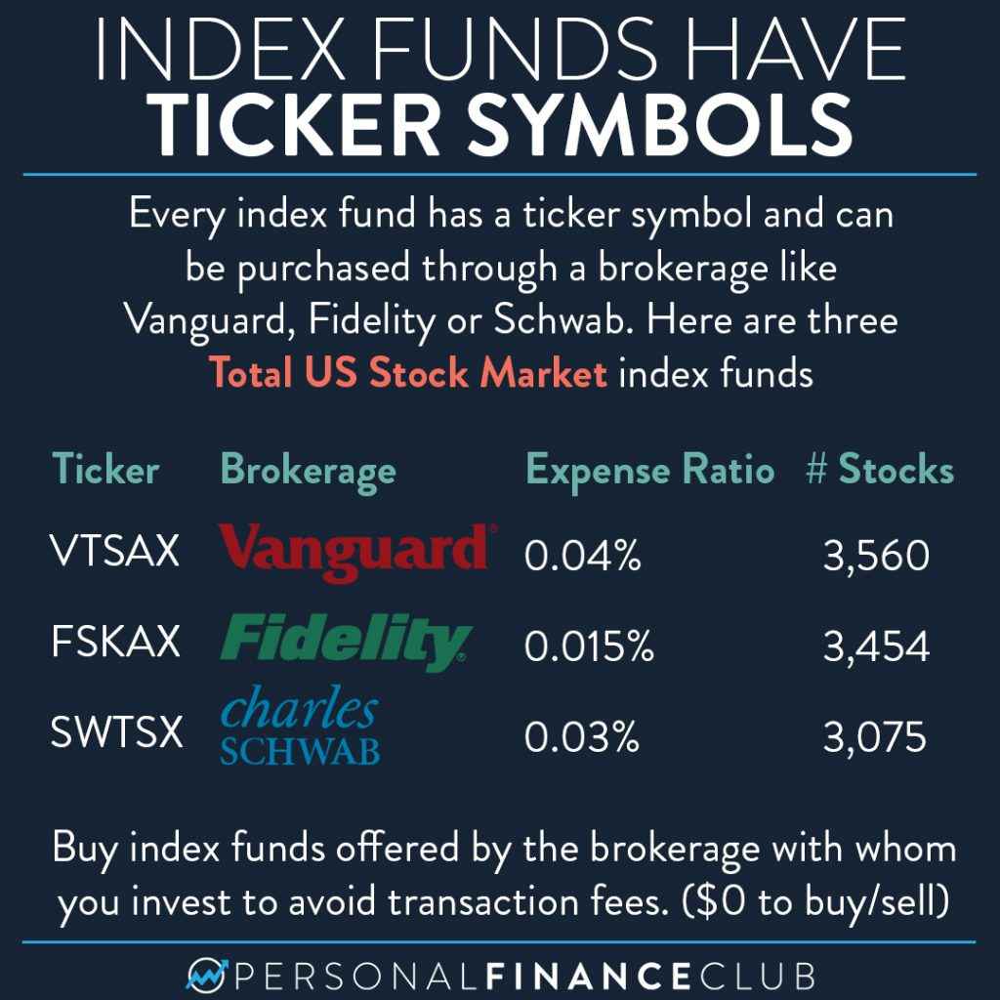 INDEX FUNDS HAVE
TICKER SYMBOLS
Every index fund has a ticker symbol and can
be purchased through a brokerage like
Vanguard, Fidelity or Schwab. Here are three
Total US Stock Market index funds
Ticker Brokerage Expense Ratio # Stocks
VTSAX Vanguard® 0.04% 3,560
FSKAX Fidelity® 0.015% 3,454
SWTSX charles SCHWAB 0.03% 3,075
Buy index funds offered by the brokerage with whom
you invest to avoid transaction fees. ($0 to buy/sell)
PERSONALFINANCECLUB